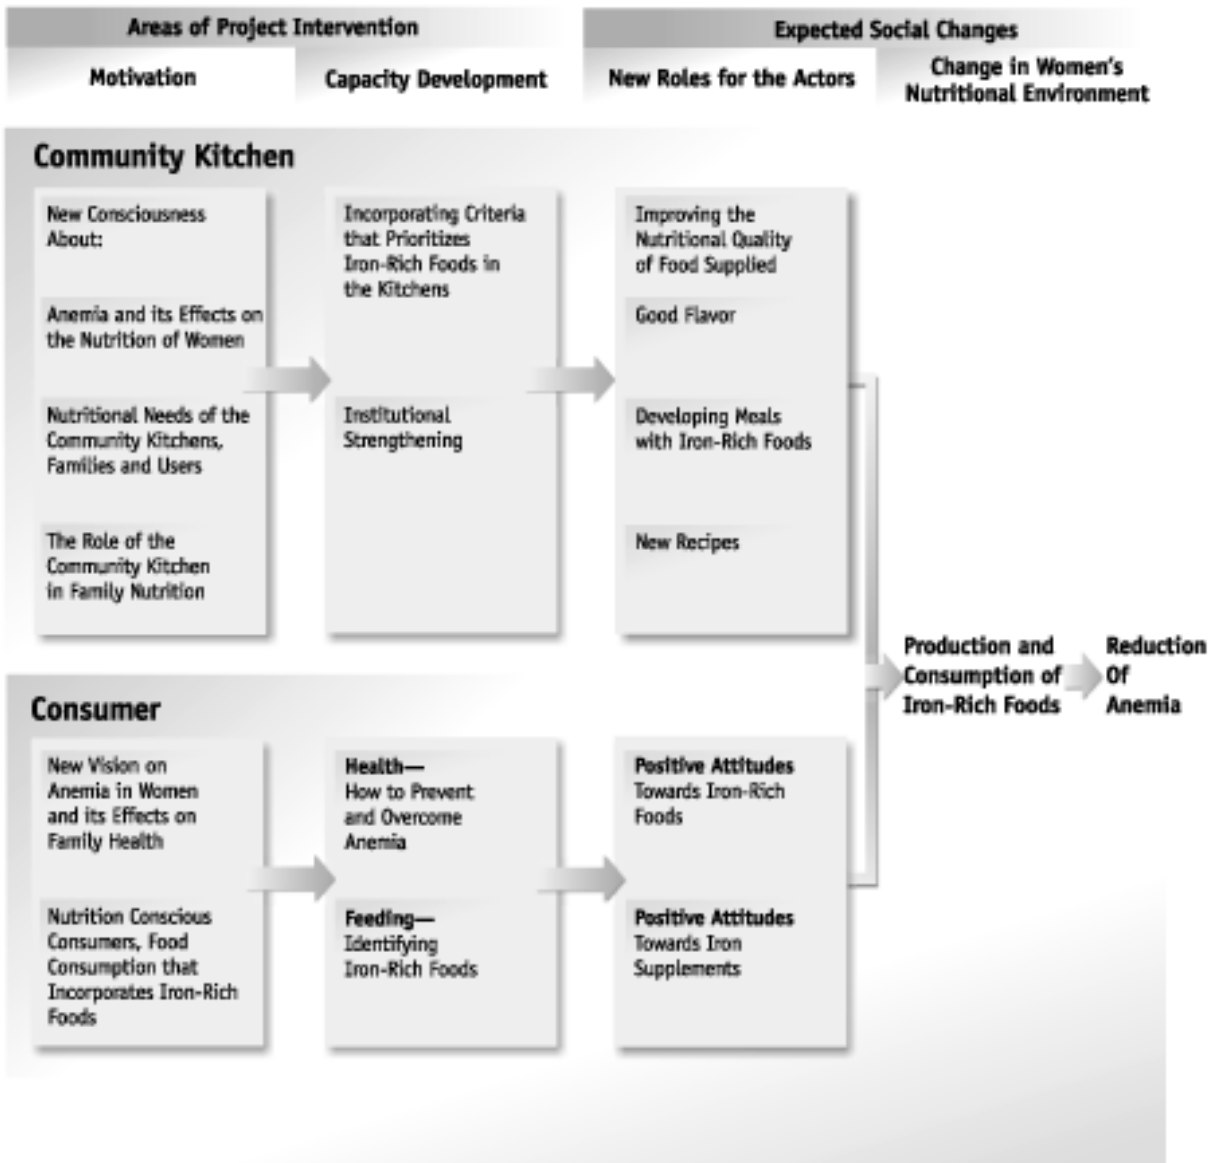 Areas of Project Intervention
Expected Social Changes
Motivation
Capacity Development
New Roles for the Actors
Change in Women's
Nutritional Environment
Community Kitchen
New Consciousness
About:
Anemia and its Effects on
the Nutrition of Women
Nutritional Needs of the
Community Kitchens,
Families and Users
The Role of the
Community Kitchen
in Family Nutrition
Incorporating Criteria
that Prioritizes
Iron-Rich Foods in
the Kitchens
Institutional
Strengthening
Improving the
Nutritional Quality
of Food Supplied
Good Flavor
Developing Meals
with Iron-Rich Foods
New Recipes
Consumer
New Vision on
Anemia in Women
and its Effects on
Family Health
Nutrition Conscious
Consumers, Food
Consumption that
Incorporates Iron-Rich
Foods
Health—
How to Prevent
and Overcome
Anemia
Feeding—
Identifying
Iron-Rich Foods
Positive Attitudes
Towards Iron-Rich
Foods
Positive Attitudes
Towards Iron
Supplements
Production and
Consumption of
Iron-Rich Foods
Reduction
Of
Anemia